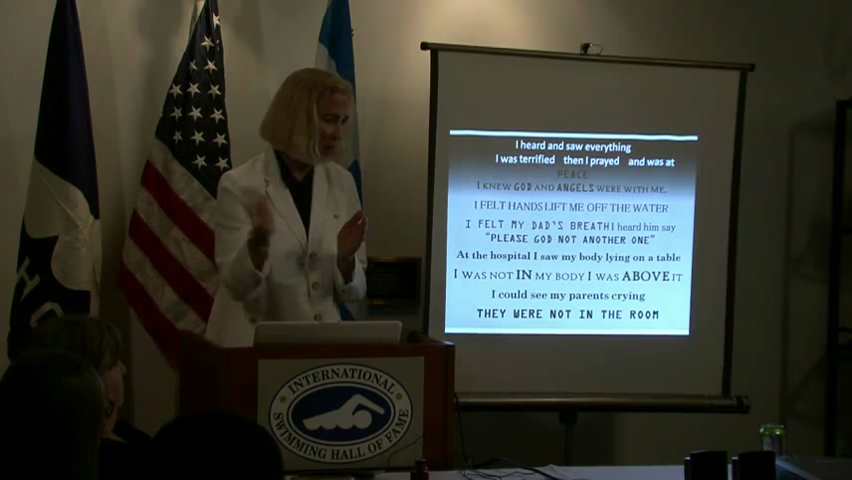 I heard and saw everything
I was terrified then I prayed and was at
PEACE
I KNEW GOD AND ANGELS WERE WITH ME.
I FELT HANDS LIFT ME OFF THE WATER
I FELT MY DAD'S BREATH I heard him say
"PLEASE GOD NOT ANOTHER ONE"
At the hospital I saw my body lying on a table
I WAS NOT IN MY BODY I WAS ABOVE IT
I could see my parents crying
THEY WERE NOT IN THE ROOM
INTERNATIONAL
SWIMMING HALL OF FAME